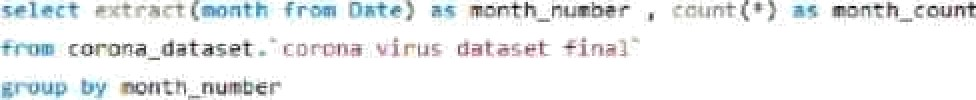 select extract(month from Date) as month_number , count(*) as month_count
from corona_dataset.`corona virus dataset final`
group by month_number